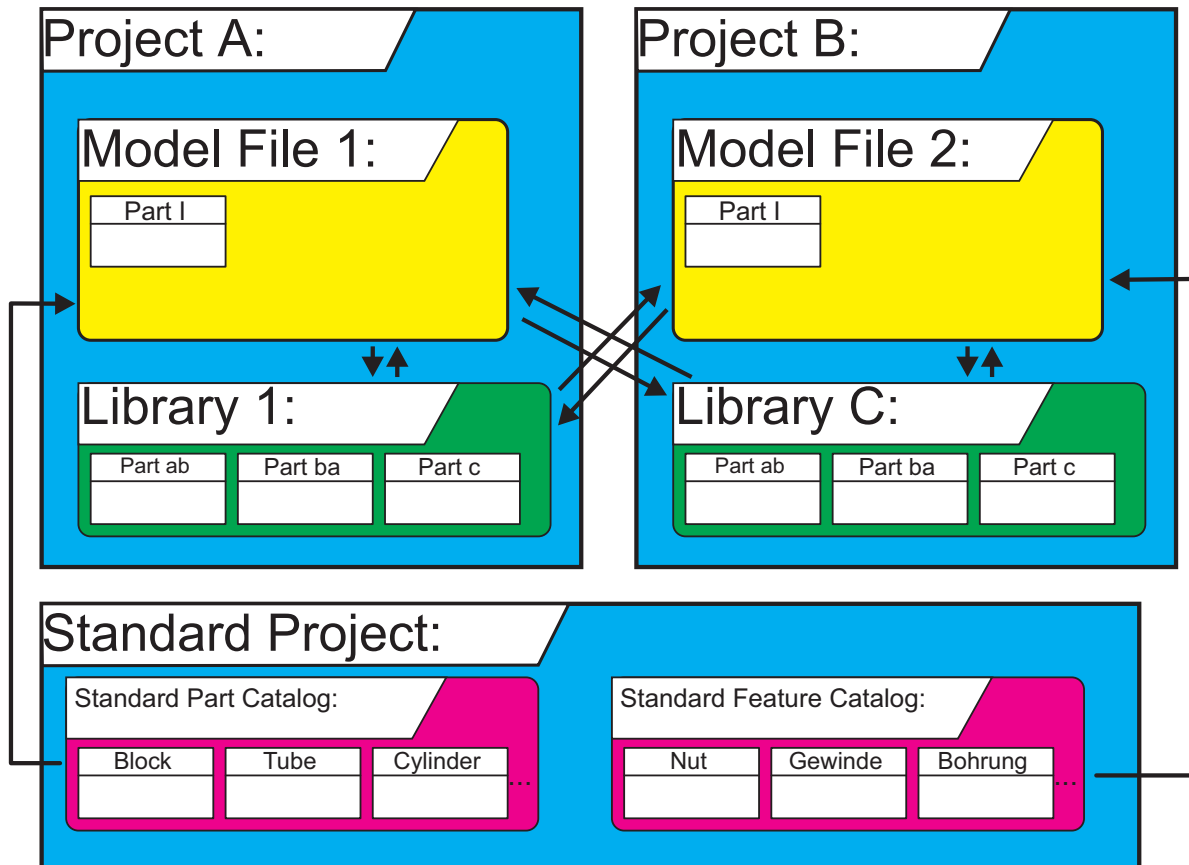 Project A:
Model File 1:
Part I
Library 1:
Part ab
Part ba
Part c
Project B:
Model File 2:
Part I
Library C:
Part ab
Part ba
Part c
Standard Project:
Standard Part Catalog:
Block
Tube
Cylinder
...
Standard Feature Catalog:
Nut
Gewinde
Bohrung
...